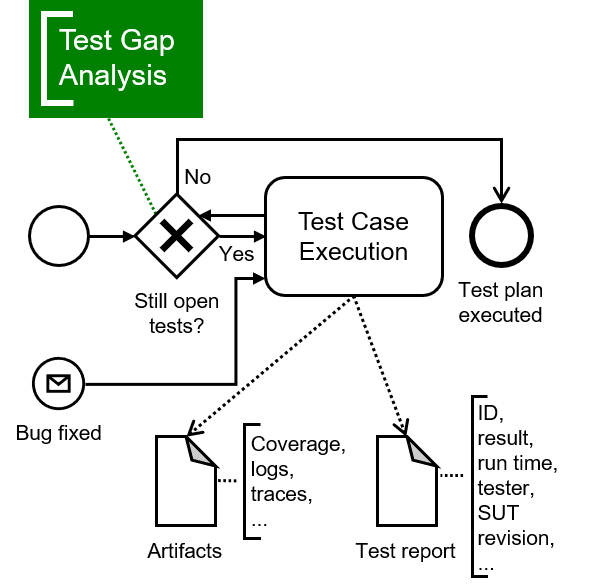 Test Gap
Analysis
No
Test Case
Execution
Yes
Still open
tests?
Test plan
executed
Bug fixed
Coverage,
logs,
traces,
...
Artifacts
ID,
result,
run time,
tester,
SUT
revision,
...
Test report